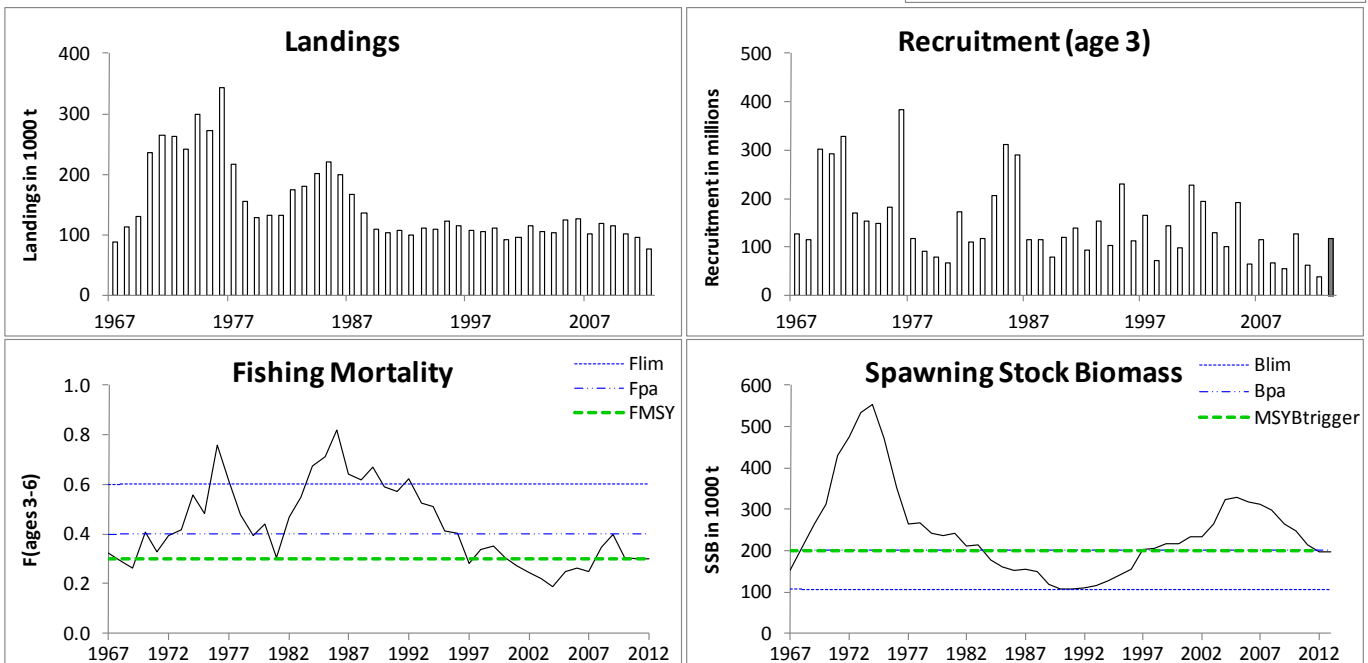 Landings
Landings in 1000 t
400
300
200
100
0
1967 1977 1987 1997 2007
Recruitment (age 3)
Recruitment in millions
500
400
300
200
100
0
1967 1977 1987 1997 2007
Fishing Mortality
Flim
Fpa
FMSY
F(ages 3-6)
1.0
0.8
0.6
0.4
0.2
0.0
1967 1972 1977 1982 1987 1992 1997 2002 2007 2012
Spawning Stock Biomass
Blim
Bpa
MSYBtrigger
SSB in 1000 t
600
500
400
300
200
100
0
1967 1972 1977 1982 1987 1992 1997 2002 2007 2012